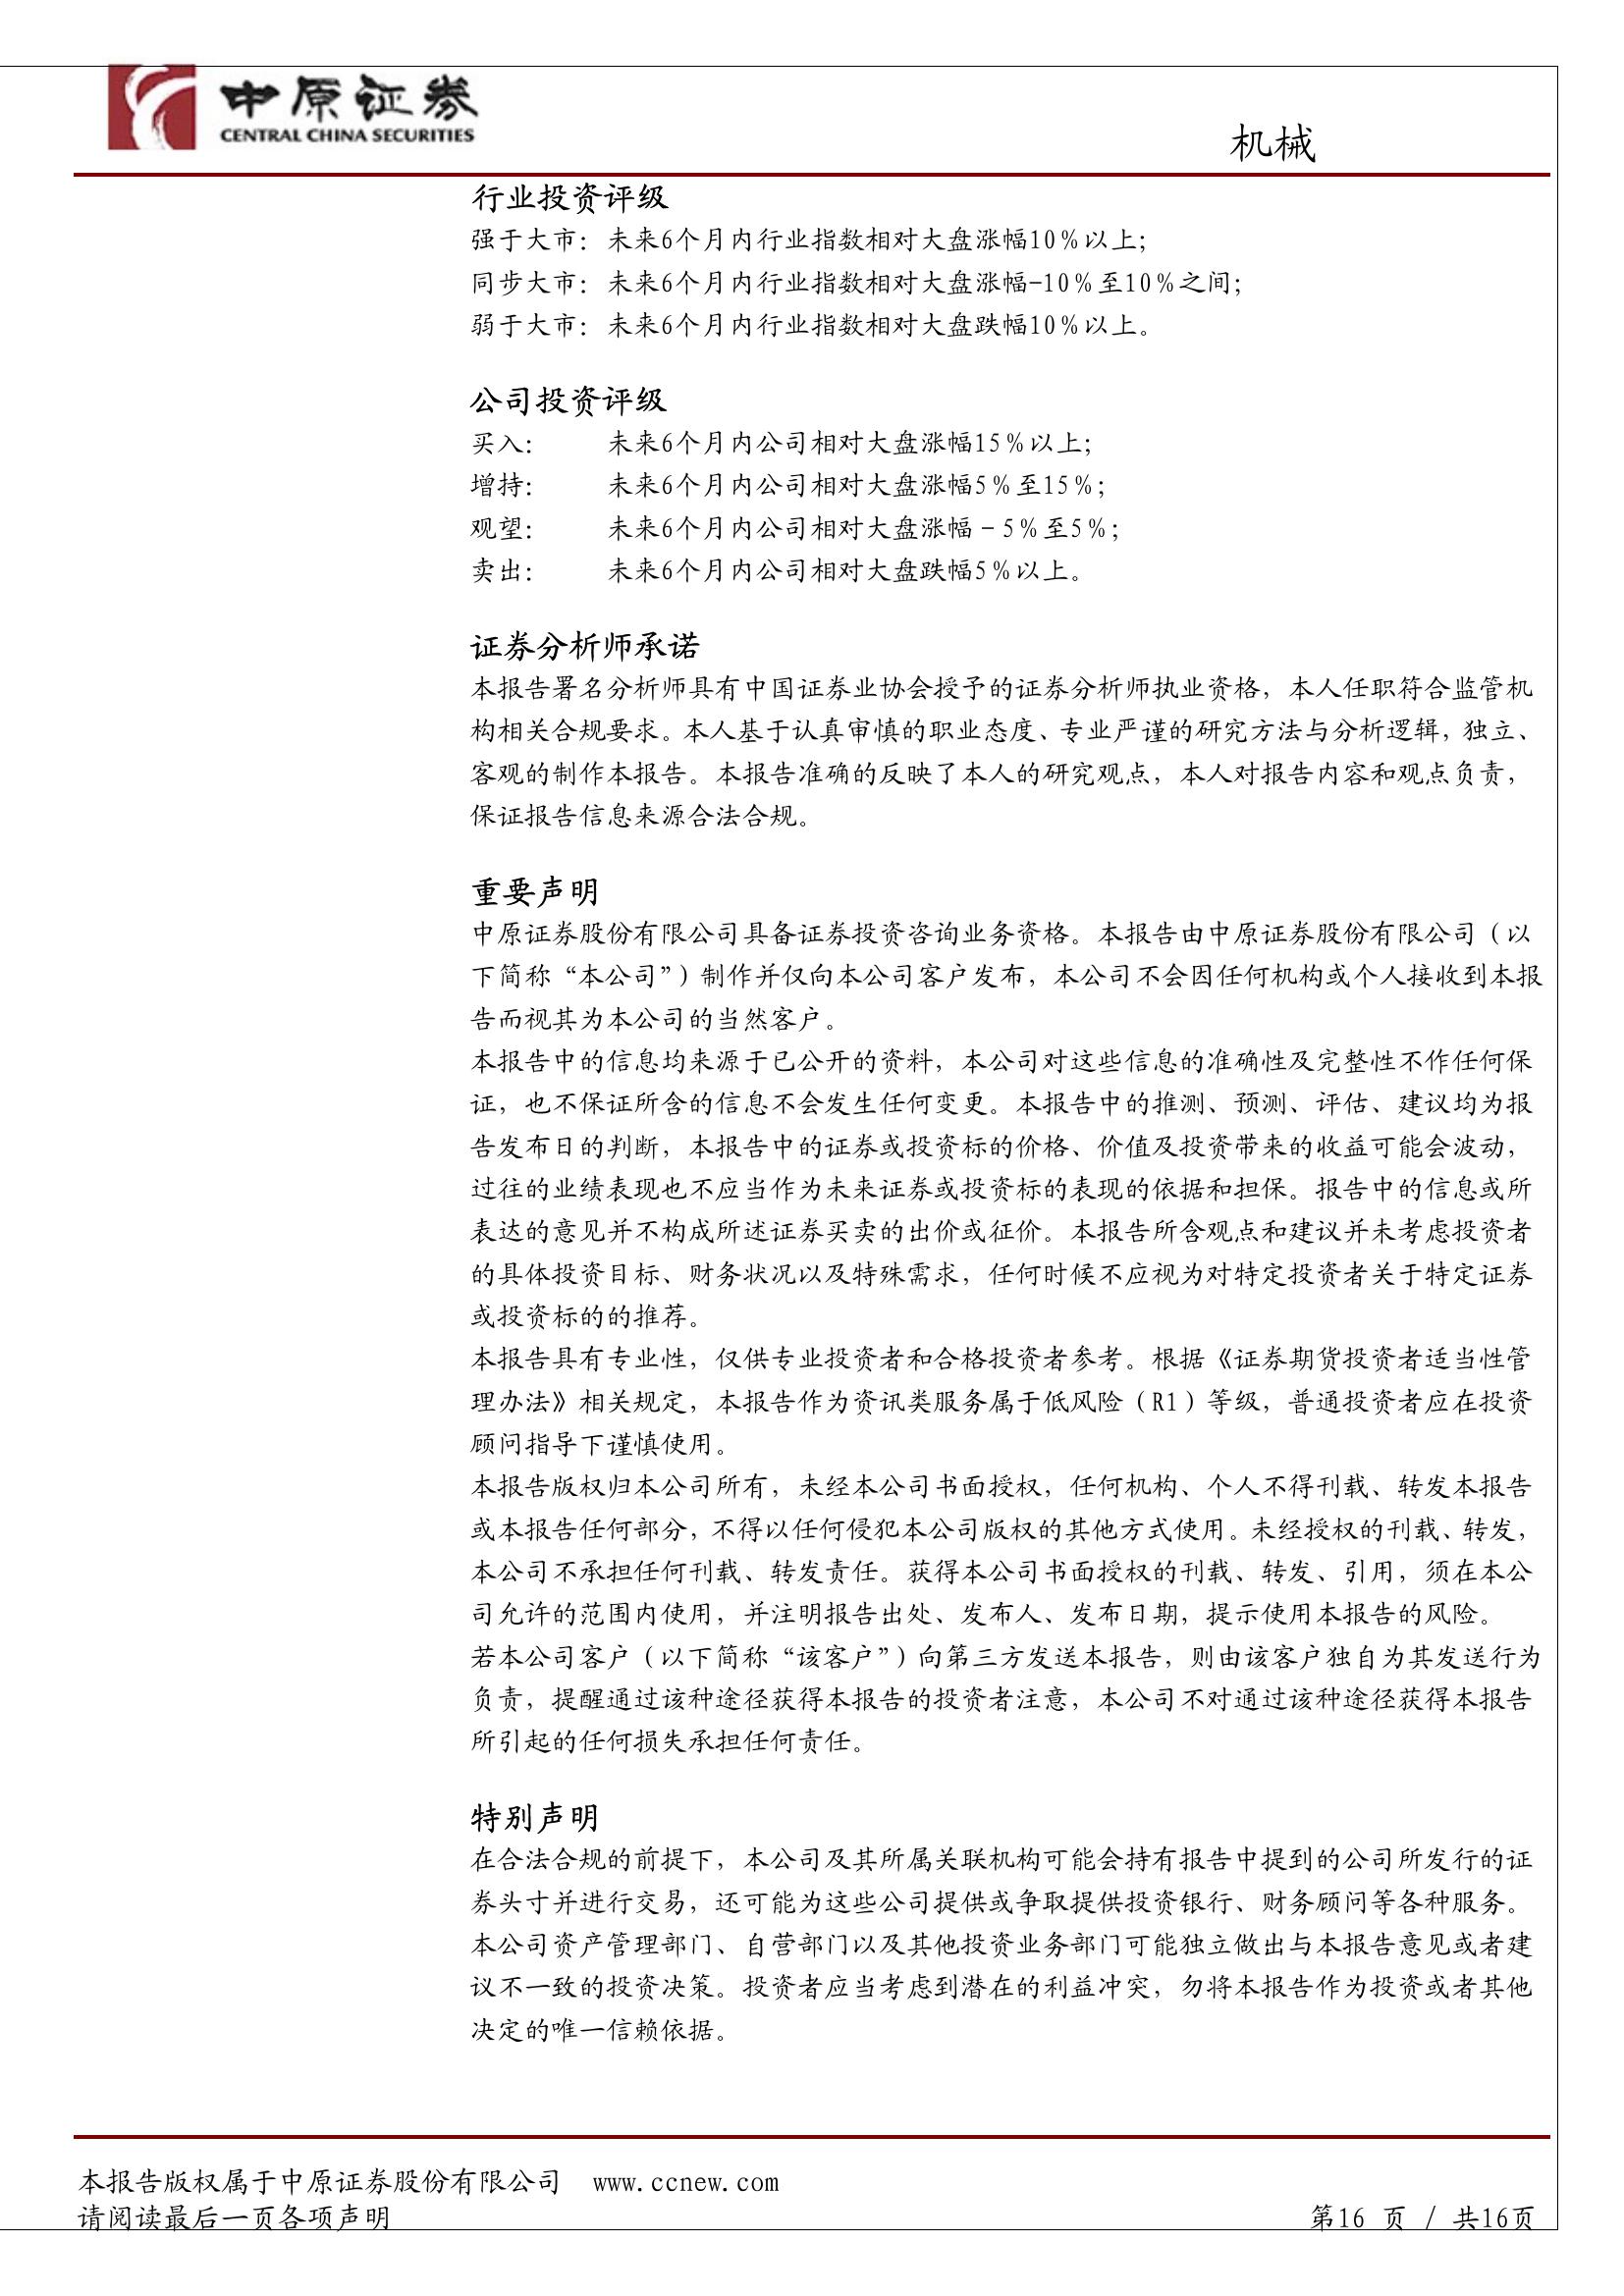 中原证券
CENTRAL CHINA SECURITIES
机械
行业投资评级
强于大市：未来6个月内行业指数相对大盘涨幅10％以上；
同步大市：未来6个月内行业指数相对大盘涨幅-10％至10％之间；
弱于大市：未来6个月内行业指数相对大盘跌幅10％以上。
公司投资评级
买入： 未来6个月内公司相对大盘涨幅15％以上；
增持： 未来6个月内公司相对大盘涨幅5％至15％；
观望： 未来6个月内公司相对大盘涨幅－5％至5％；
卖出： 未来6个月内公司相对大盘跌幅5％以上。
证券分析师承诺
本报告署名分析师具有中国证券业协会授予的证券分析师执业资格，本人任职符合监管机
构相关合规要求。本人基于认真审慎的职业态度、专业严谨的研究方法与分析逻辑，独立、
客观的制作本报告。本报告准确的反映了本人的研究观点，本人对报告内容和观点负责，
保证报告信息来源合法合规。
重要声明
中原证券股份有限公司具备证券投资咨询业务资格。本报告由中原证券股份有限公司（以
下简称“本公司”）制作并仅向本公司客户发布，本公司不会因任何机构或个人接收到本报
告而视其为本公司的当然客户。
本报告中的信息均来源于已公开的资料，本公司对这些信息的准确性及完整性不作任何保
证，也不保证所含的信息不会发生任何变更。本报告中的推测、预测、评估、建议均为报
告发布日的判断，本报告中的证券或投资标的价格、价值及投资带来的收益可能会波动，
过往的业绩表现也不应当作为未来证券或投资标的表现的依据和担保。报告中的信息或所
表达的意见并不构成所述证券买卖的出价或征价。本报告所含观点和建议并未考虑投资者
的具体投资目标、财务状况以及特殊需求，任何时候不应视为对特定投资者关于特定证券
或投资标的的推荐。
本报告具有专业性，仅供专业投资者和合格投资者参考。根据《证券期货投资者适当性管
理办法》相关规定，本报告作为资讯类服务属于低风险（R1）等级，普通投资者应在投资
顾问指导下谨慎使用。
本报告版权归本公司所有，未经本公司书面授权，任何机构、个人不得刊载、转发本报告
或本报告任何部分，不得以任何侵犯本公司版权的其他方式使用。未经授权的刊载、转发，
本公司不承担任何刊载、转发责任。获得本公司书面授权的刊载、转发、引用，须在本公
司允许的范围内使用，并注明报告出处、发布人、发布日期，提示使用本报告的风险。
若本公司客户（以下简称“该客户”）向第三方发送本报告，则由该客户独自为其发送行为
负责，提醒通过该种途径获得本报告的投资者注意，本公司不对通过该种途径获得本报告
所引起的任何损失承担任何责任。
特别声明
在合法合规的前提下，本公司及其所属关联机构可能会持有报告中提到的公司所发行的证
券头寸并进行交易，还可能为这些公司提供或争取提供投资银行、财务顾问等各种服务。
本公司资产管理部门、自营部门以及其他投资业务部门可能独立做出与本报告意见或者建
议不一致的投资决策。投资者应当考虑到潜在的利益冲突，勿将本报告作为投资或者其他
决定的唯一信赖依据。
本报告版权属于中原证券股份有限公司 www.ccnew.com
请阅读最后一页各项声明
第16 页 / 共16页